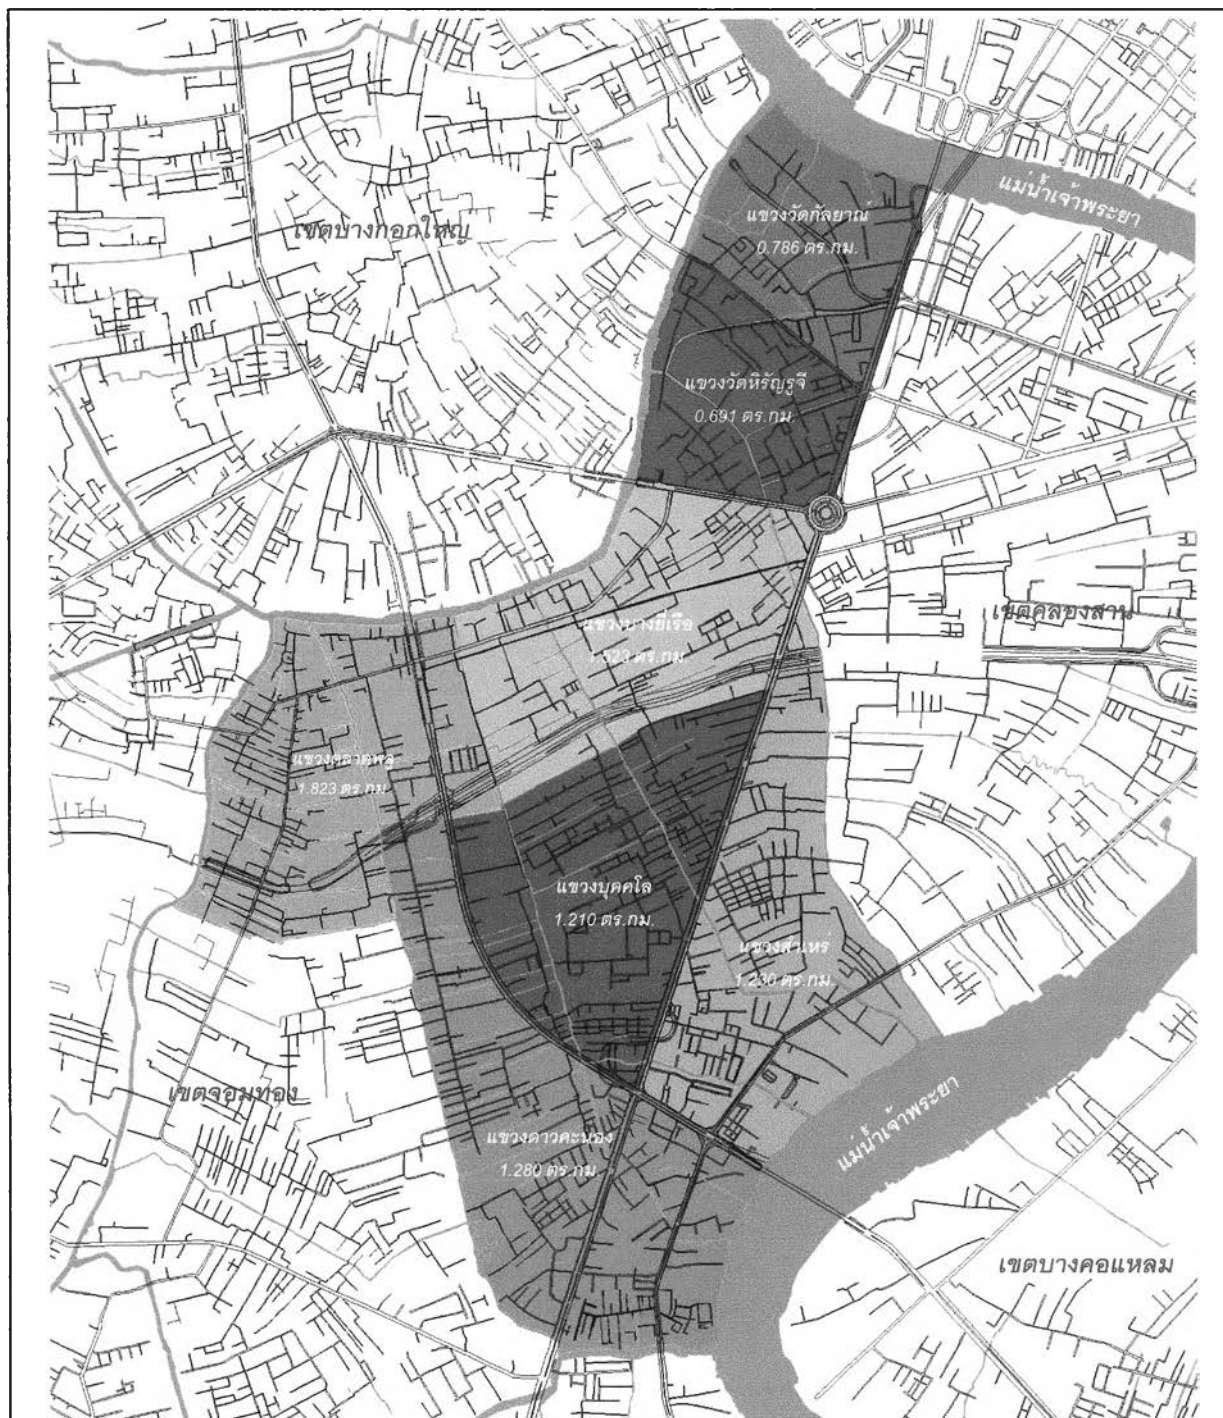 แม่น้ำเจ้าพระยา
แขวงวัดกัลยาณ์
0.786 ตร.กม.
เขตบางกอกใหญ่
แขวงวัดหิรัญรูจี
0.691 ตร.กม.
เขตคลองสาน
แขวงบางยี่เรือ
1.523 ตร.กม.
แขวงตลาดพลู
1.823 ตร.กม.
แขวงบุคคโล
1.210 ตร.กม.
แขวงสำเหร่
1.230 ตร.กม.
เขตจอมทอง
แม่น้ำเจ้าพระยา
แขวงดาวคะนอง
1.280 ตร.กม.
เขตบางคอแหลม